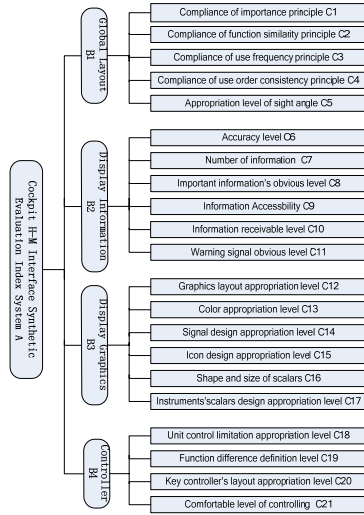 Cockpit H-M Interface Synthetic
Evaluation Index System A
Global Layout
B1
Compliance of importance principle C1
Compliance of function similarity principle C2
Compliance of use frequency principle C3
Compliance of use order consistency principle C4
Appropriation level of sight angle C5
Display Information
B2
Accuracy level C6
Number of information C7
Important information's obvious level C8
Information Accessbility C9
Information receivable level C10
Warning signal obvious level C11
Display Graphics
B3
Graphics layout appropriation level C12
Color appropriation level C13
Signal design appropriation level C14
Icon design appropriation level C15
Shape and size of scalars C16
Instruments'scalars design appropriation level C17
Controller
B4
Unit control limitation appropriation level C18
Function difference definition level C19
Key controller's layout appropriation level C20
Comfortable level of controlling C21